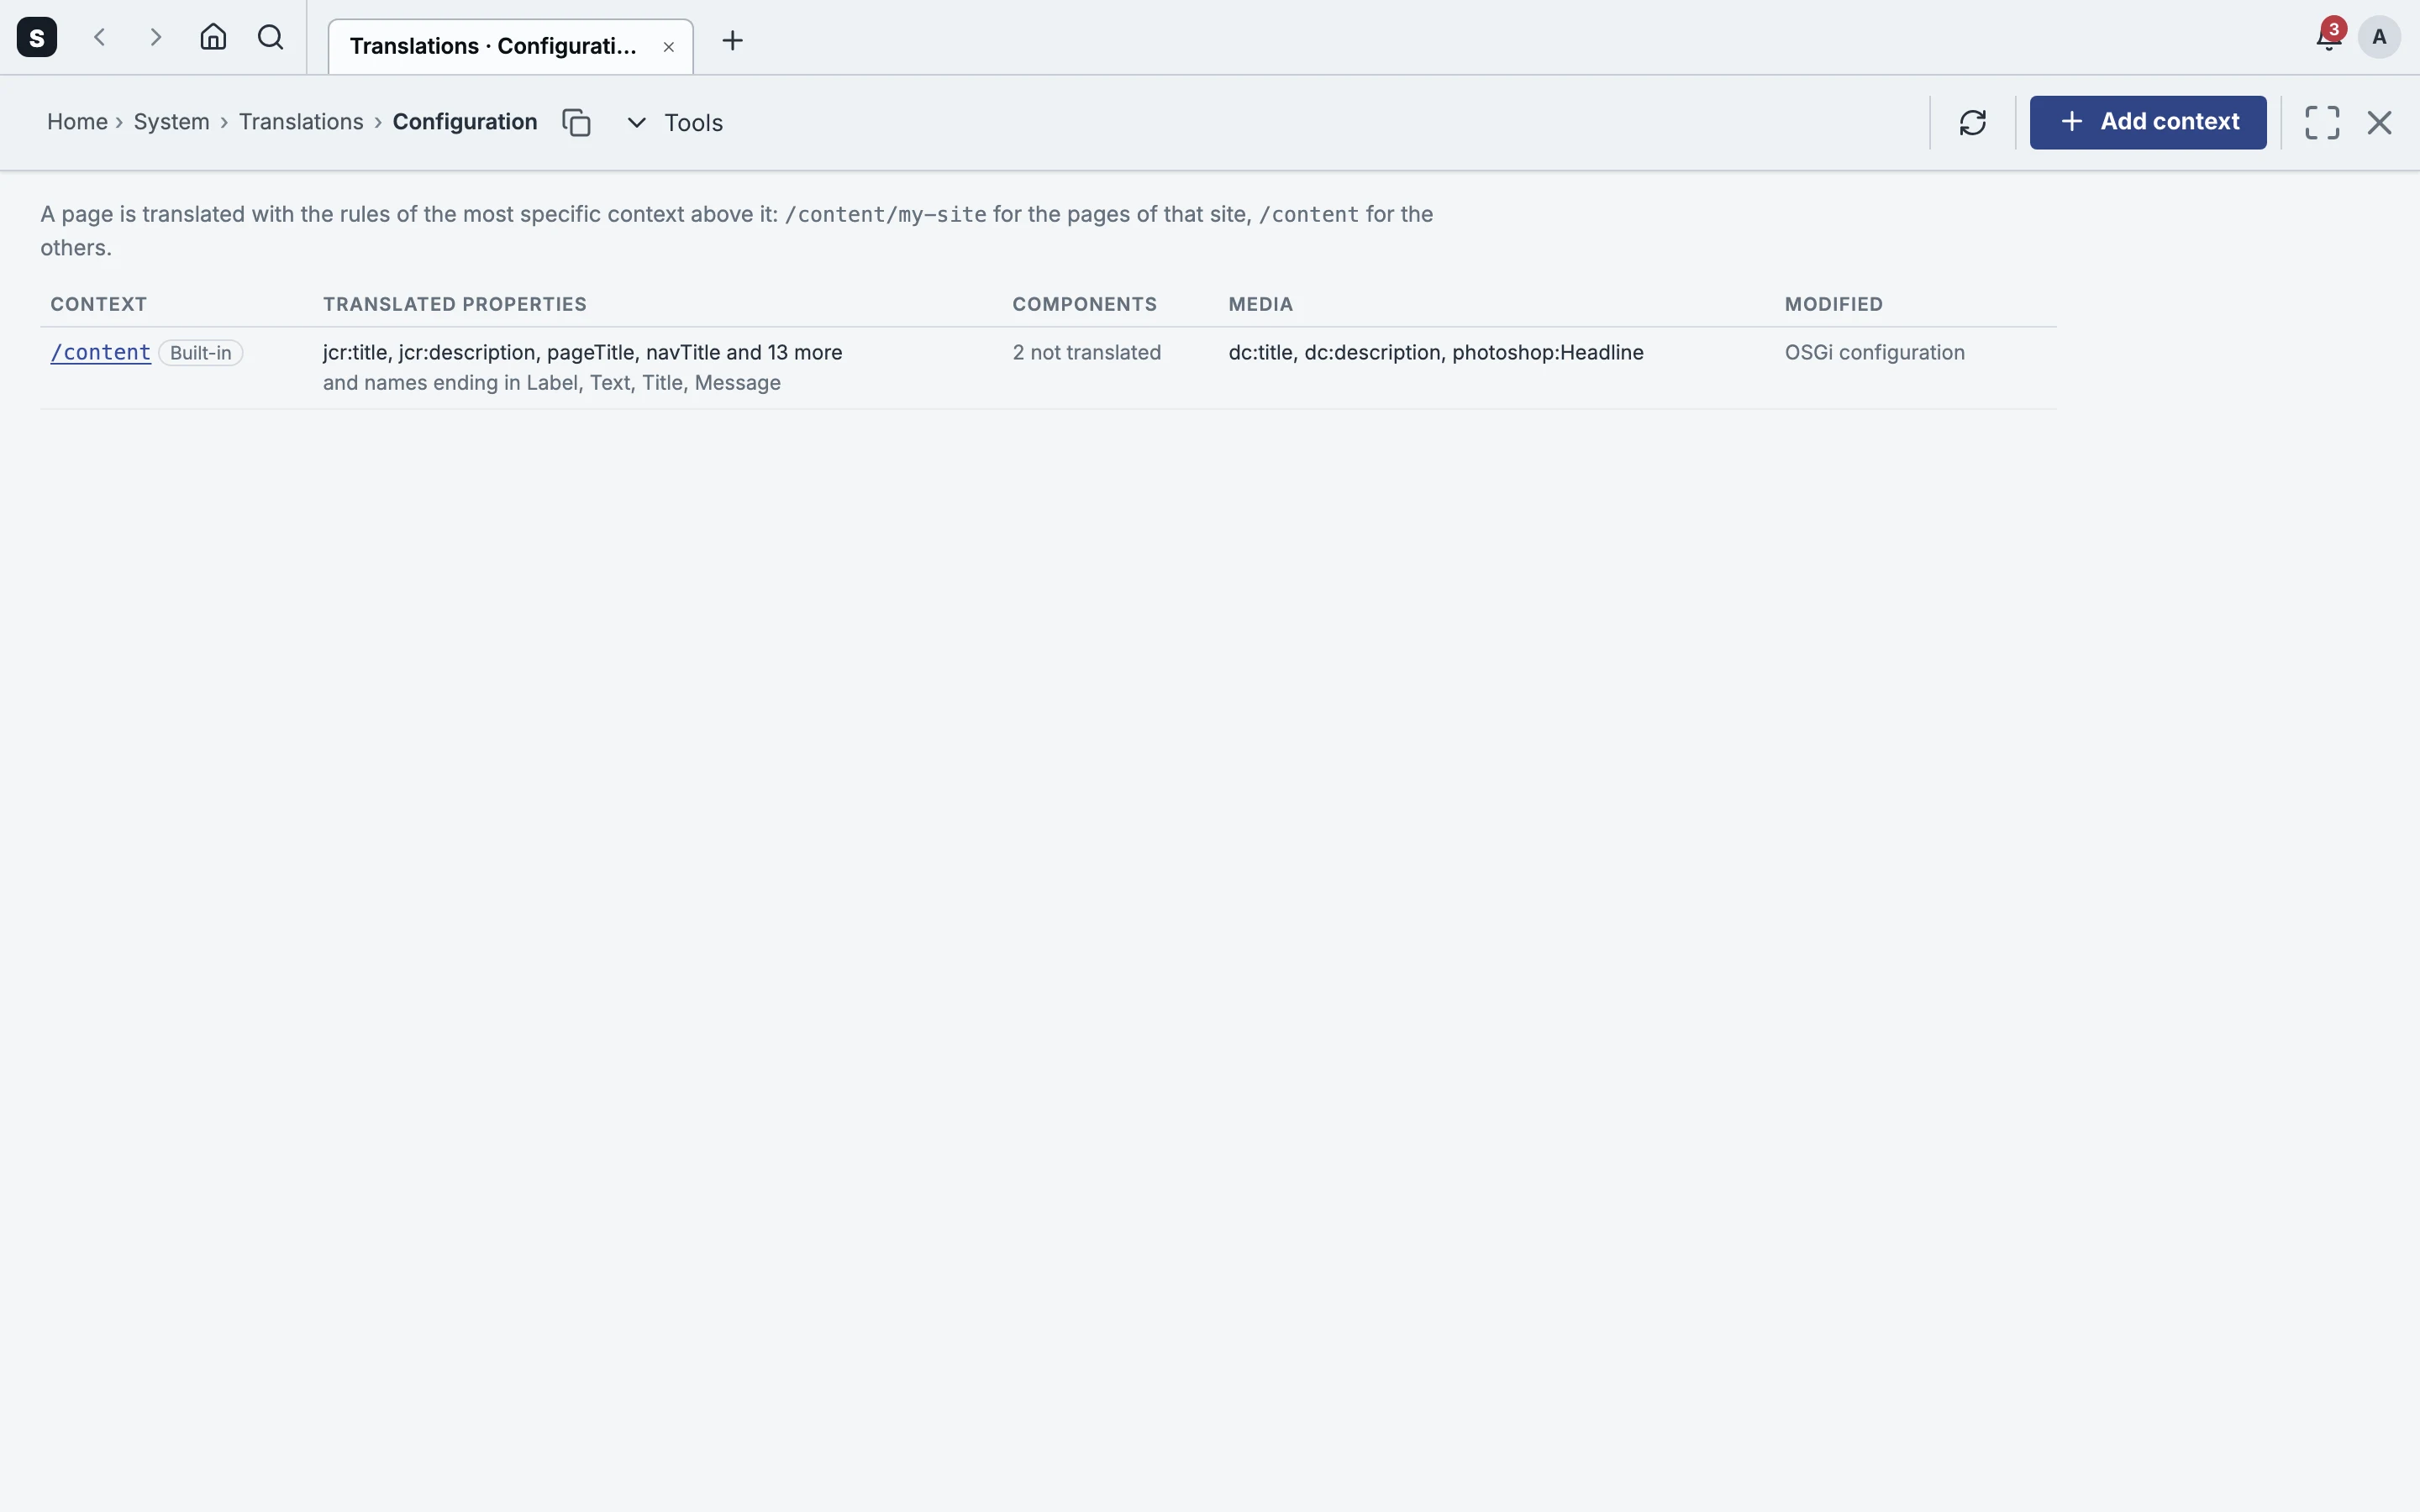 S
Translations · Configurati...
3
A
Home › System › Translations › Configuration
Tools
Add context
A page is translated with the rules of the most specific context above it: /content/my-site for the pages of that site, /content for the
others.
CONTEXT TRANSLATED PROPERTIES COMPONENTS MEDIA MODIFIED
/content Built-in jcr:title, jcr:description, pageTitle, navTitle and 13 more 2 not translated dc:title, dc:description, photoshop:Headline OSGi configuration
and names ending in Label, Text, Title, Message